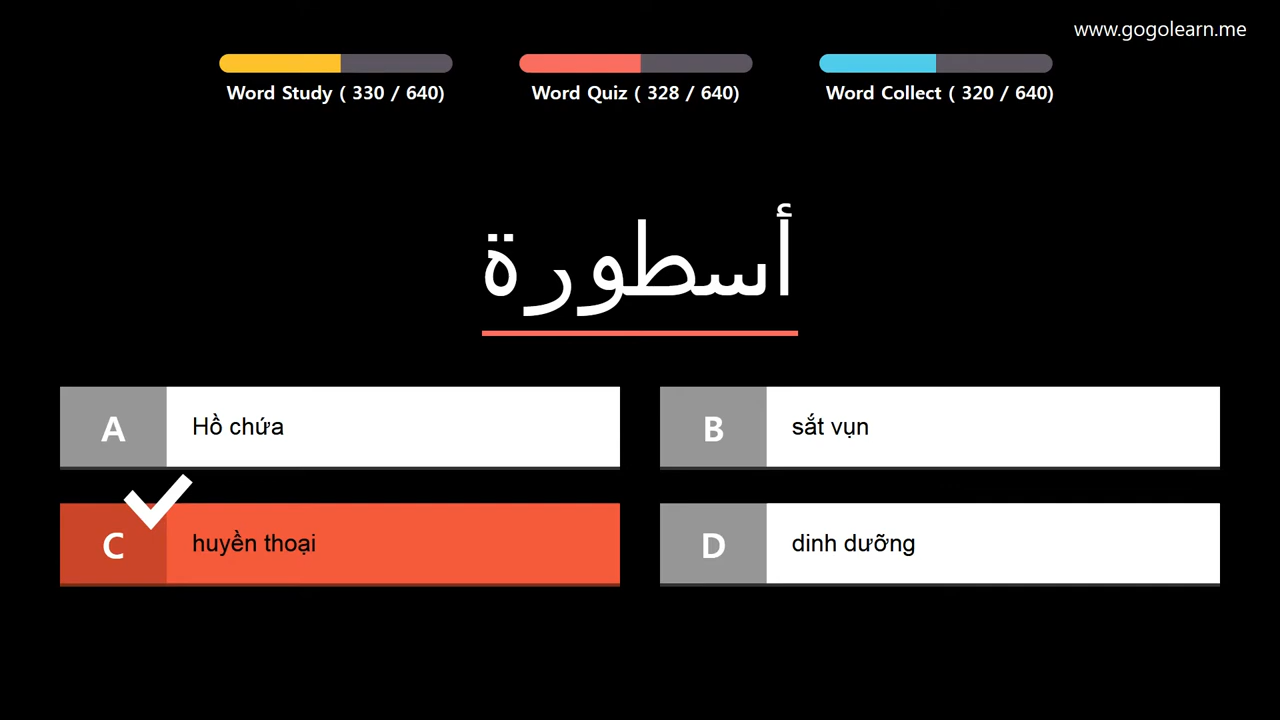 www.gogolearn.me
Word Study ( 330 / 640)
Word Quiz ( 328 / 640)
Word Collect ( 320 / 640)
أسطورة
A
Hồ chứa
B
sắt vụn
C
huyền thoại
D
dinh dưỡng